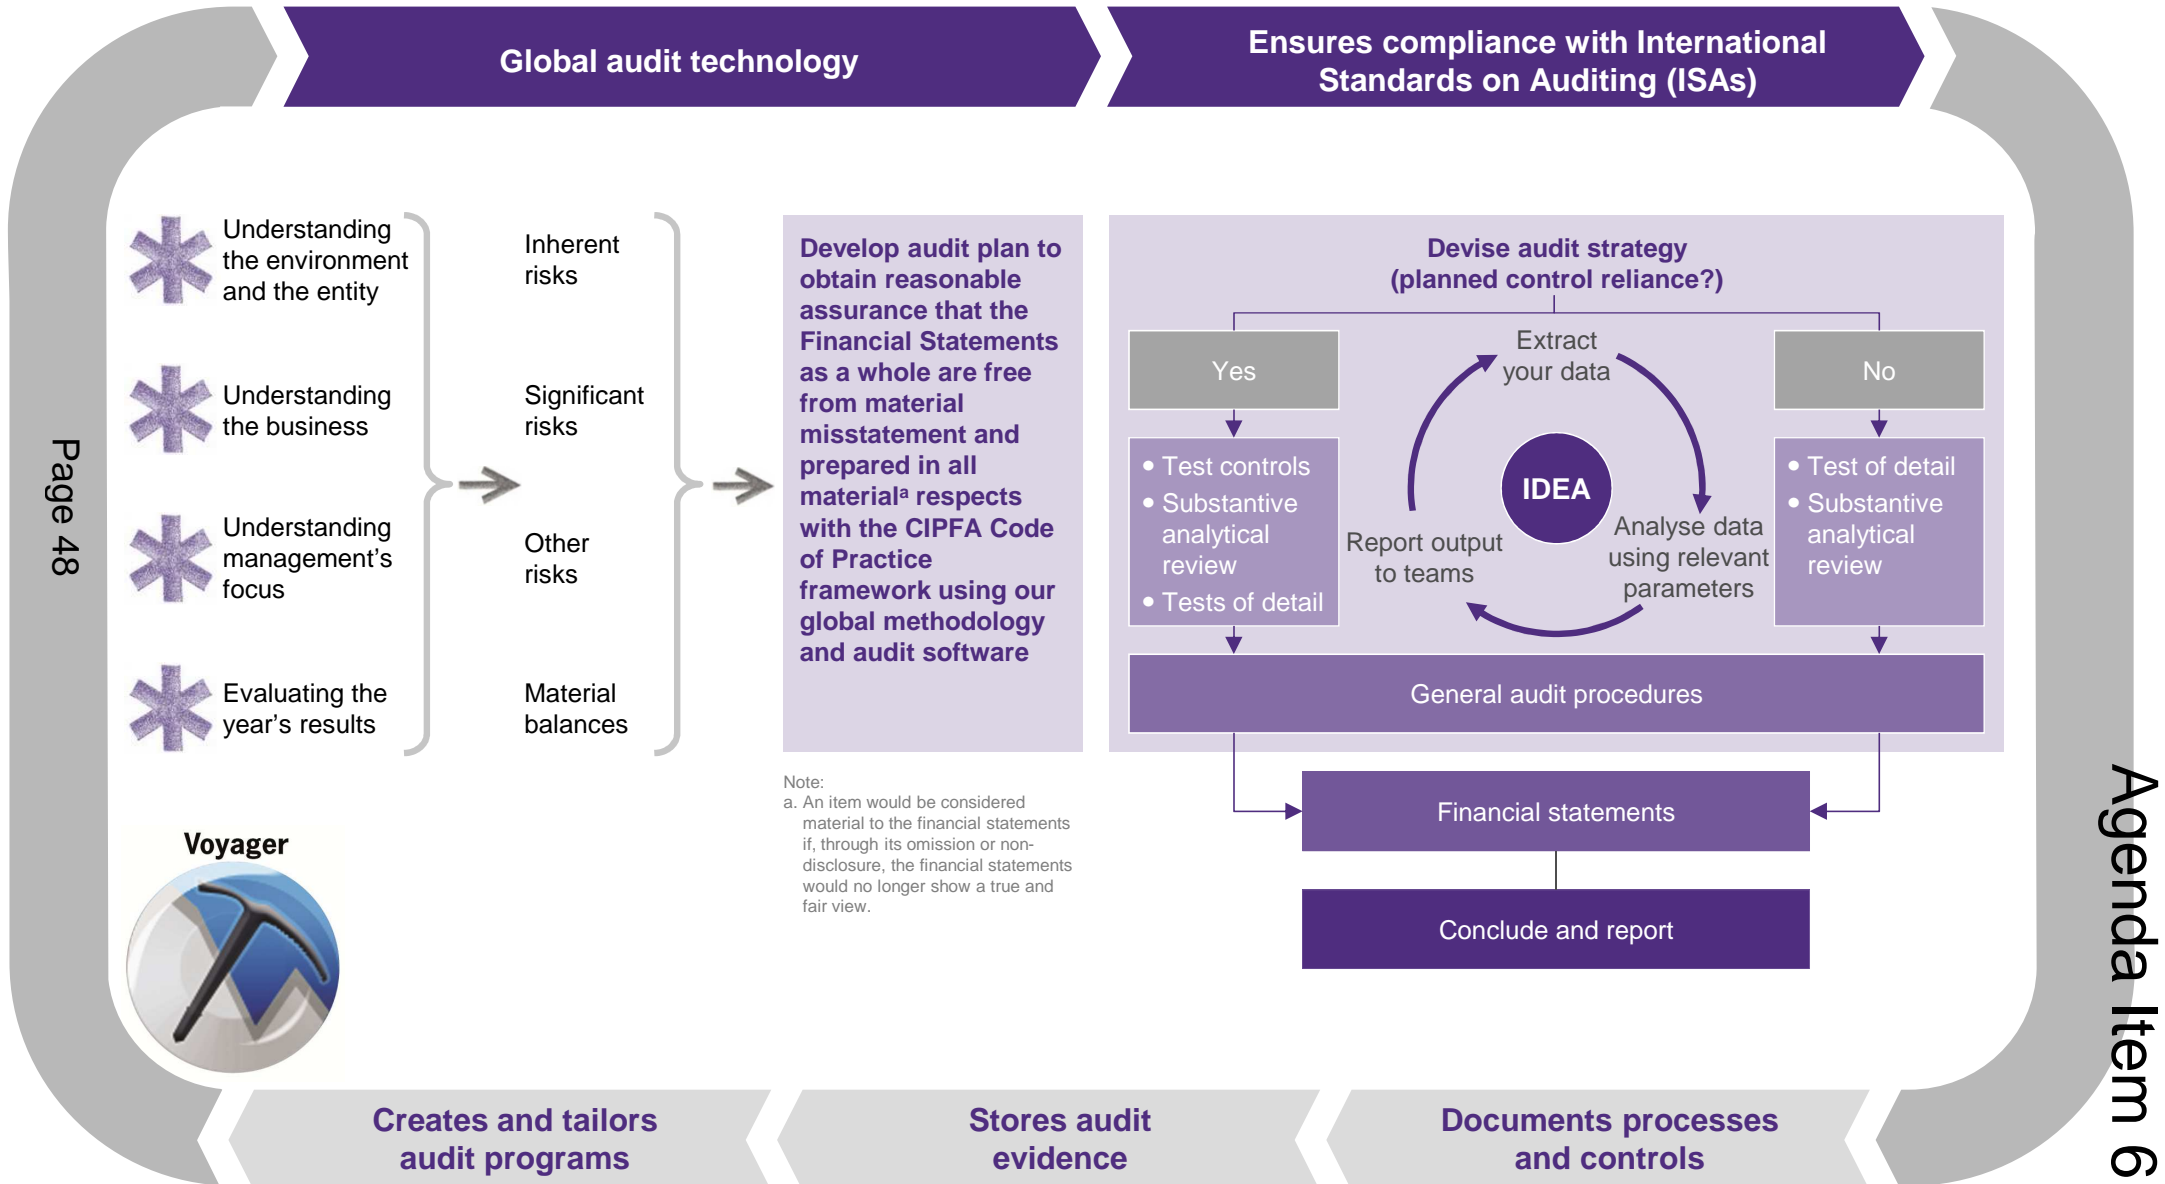 Global audit technology
Ensures compliance with International
Standards on Auditing (ISAs)
Understanding
the environment
and the entity
Understanding
the business
Understanding
management’s
focus
Evaluating the
year’s results
Inherent
risks
Significant
risks
Other
risks
Material
balances
Develop audit plan to
obtain reasonable
assurance that the
Financial Statements
as a whole are free
from material
misstatement and
prepared in all
materialᵃ respects
with the CIPFA Code
of Practice
framework using our
global methodology
and audit software
Note:
a. An item would be considered
material to the financial statements
if, through its omission or non-
disclosure, the financial statements
would no longer show a true and
fair view.
Devise audit strategy
(planned control reliance?)
Yes
• Test controls
• Substantive
analytical
review
• Tests of detail
Extract
your data
IDEA
Analyse data
using relevant
parameters
Report output
to teams
No
• Test of detail
• Substantive
analytical
review
General audit procedures
Financial statements
Conclude and report
Voyager
Creates and tailors
audit programs
Stores audit
evidence
Documents processes
and controls
Page 48
Agenda Item 6